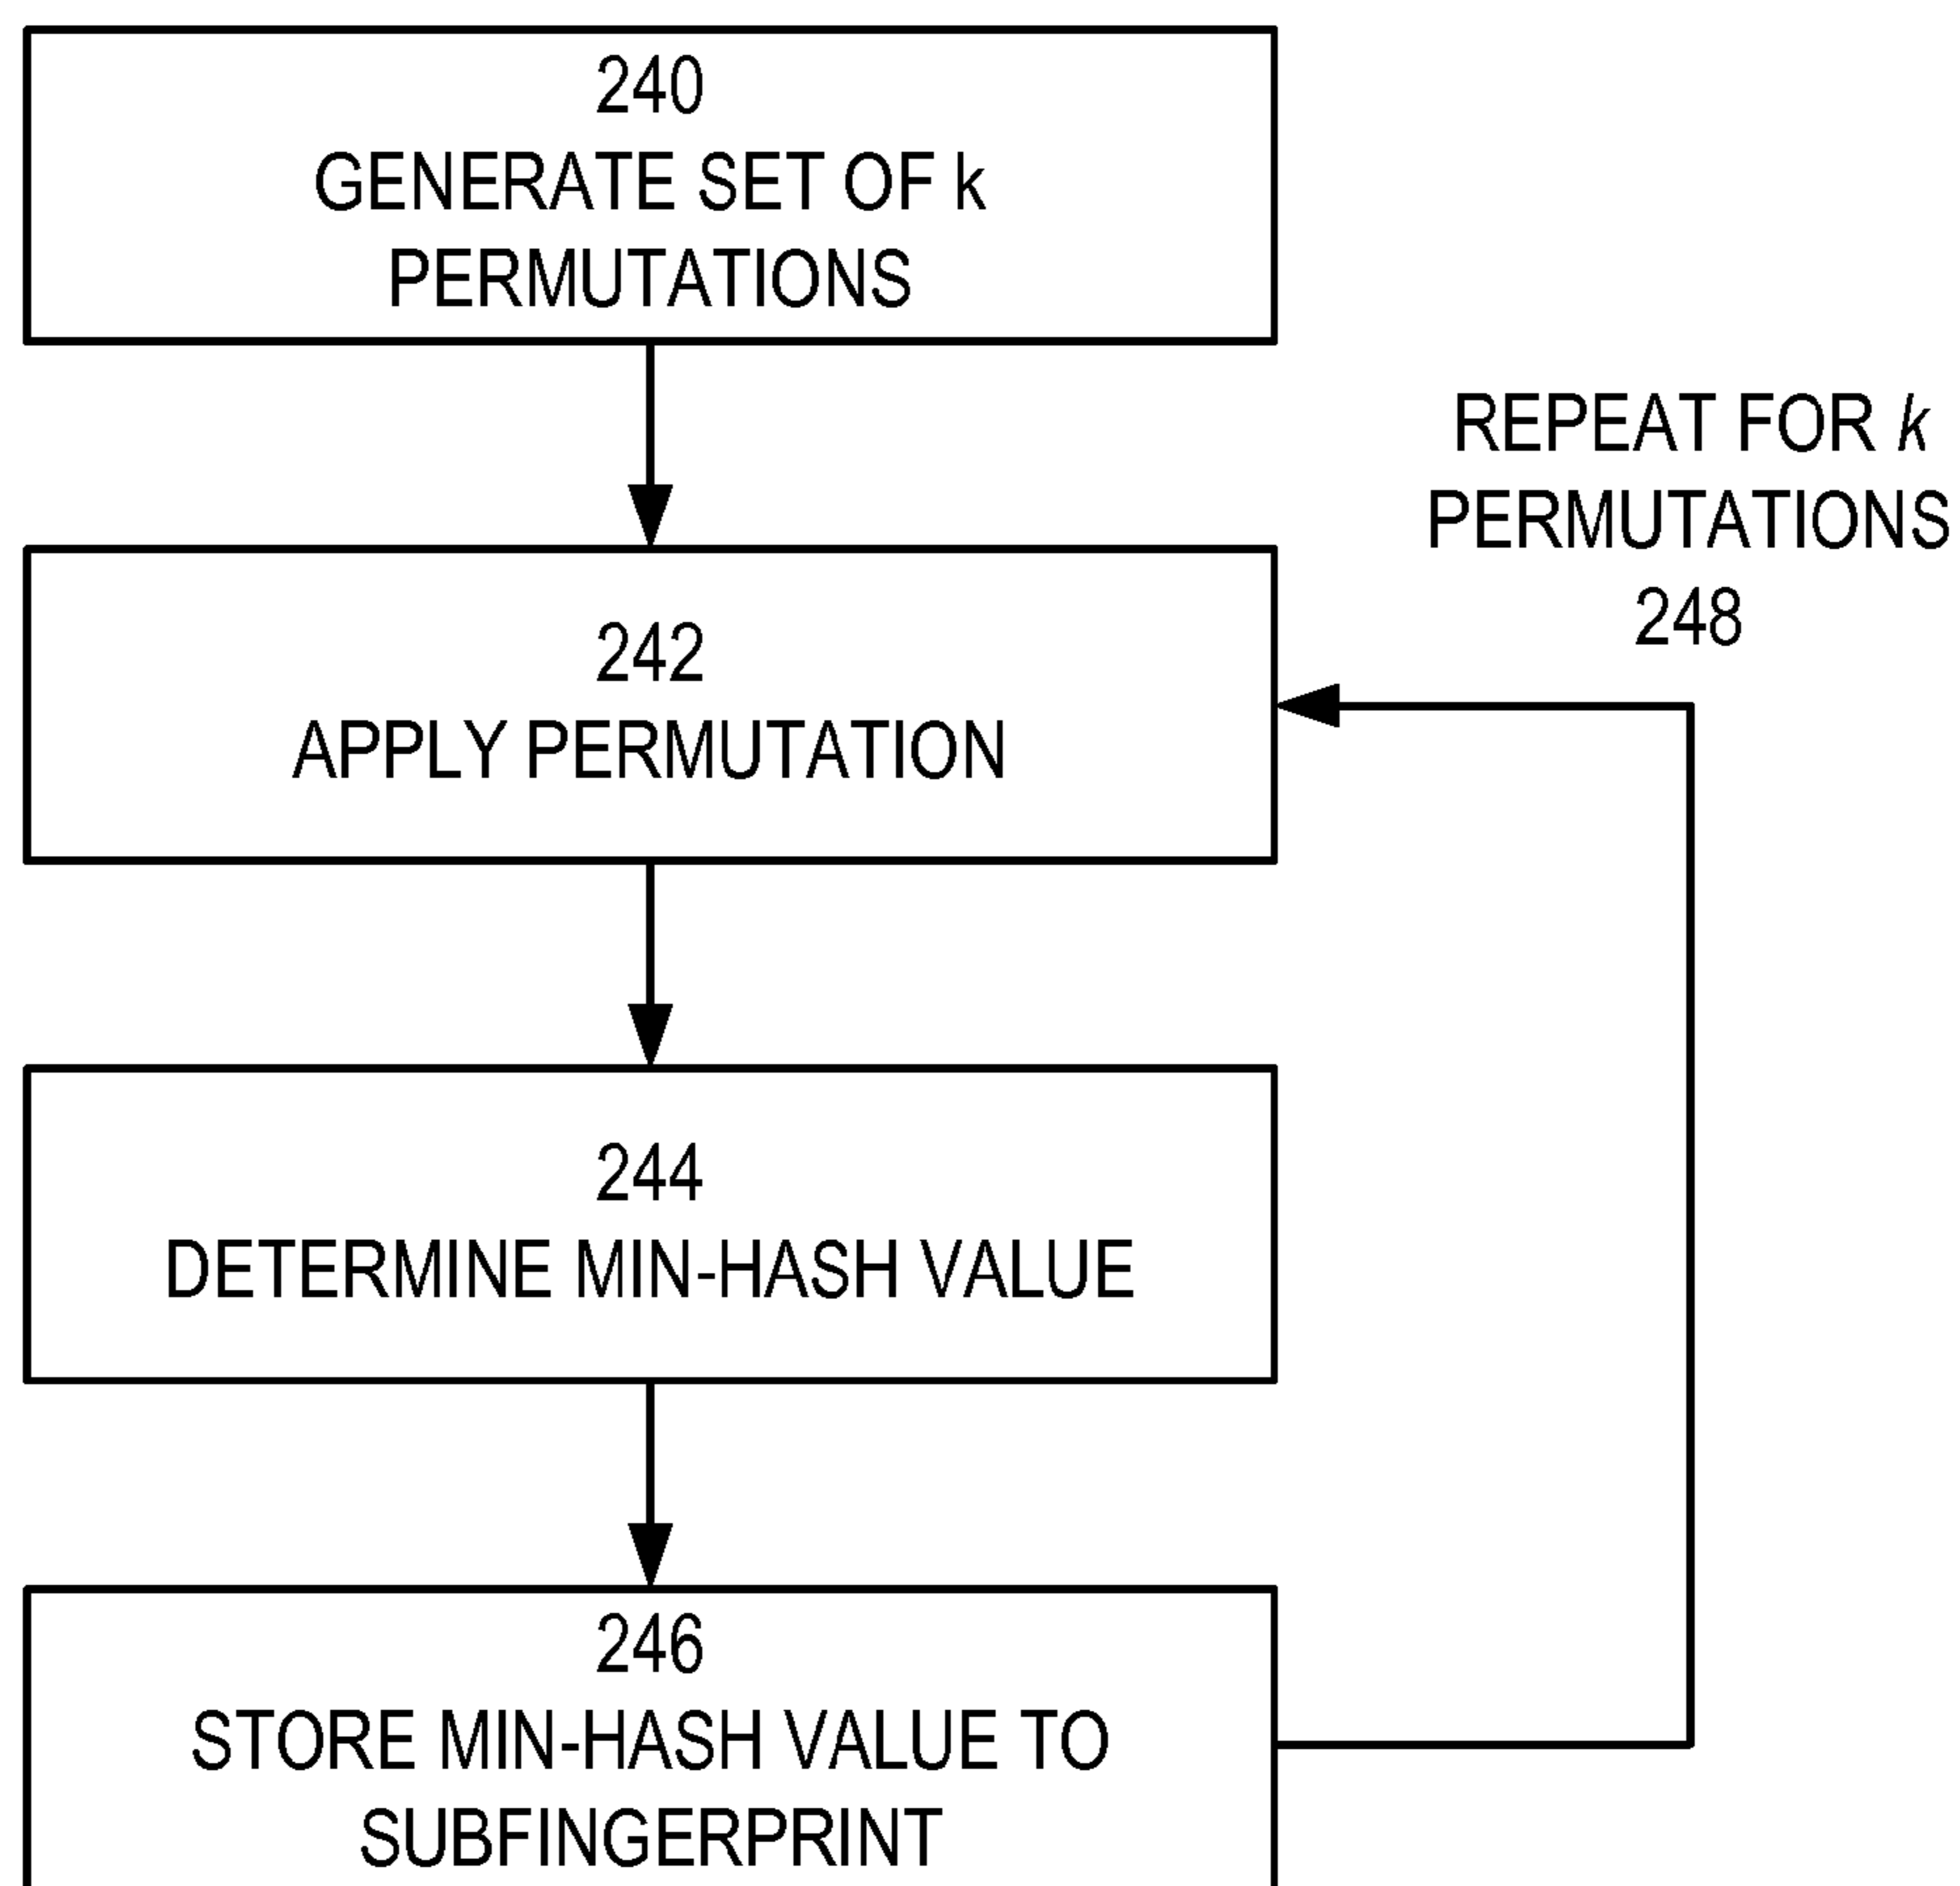 240
GENERATE SET OF k
PERMUTATIONS
REPEAT FOR k
PERMUTATIONS
248
242
APPLY PERMUTATION
244
DETERMINE MIN-HASH VALUE
246
STORE MIN-HASH VALUE TO
SUBFINGERPRINT